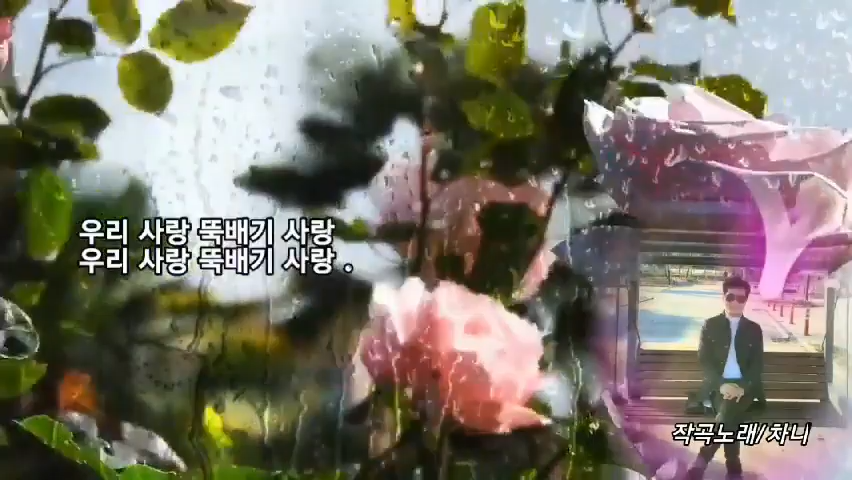 우리 사랑 뚝배기 사랑
우리 사랑 뚝배기 사랑 .
작곡노래/차니